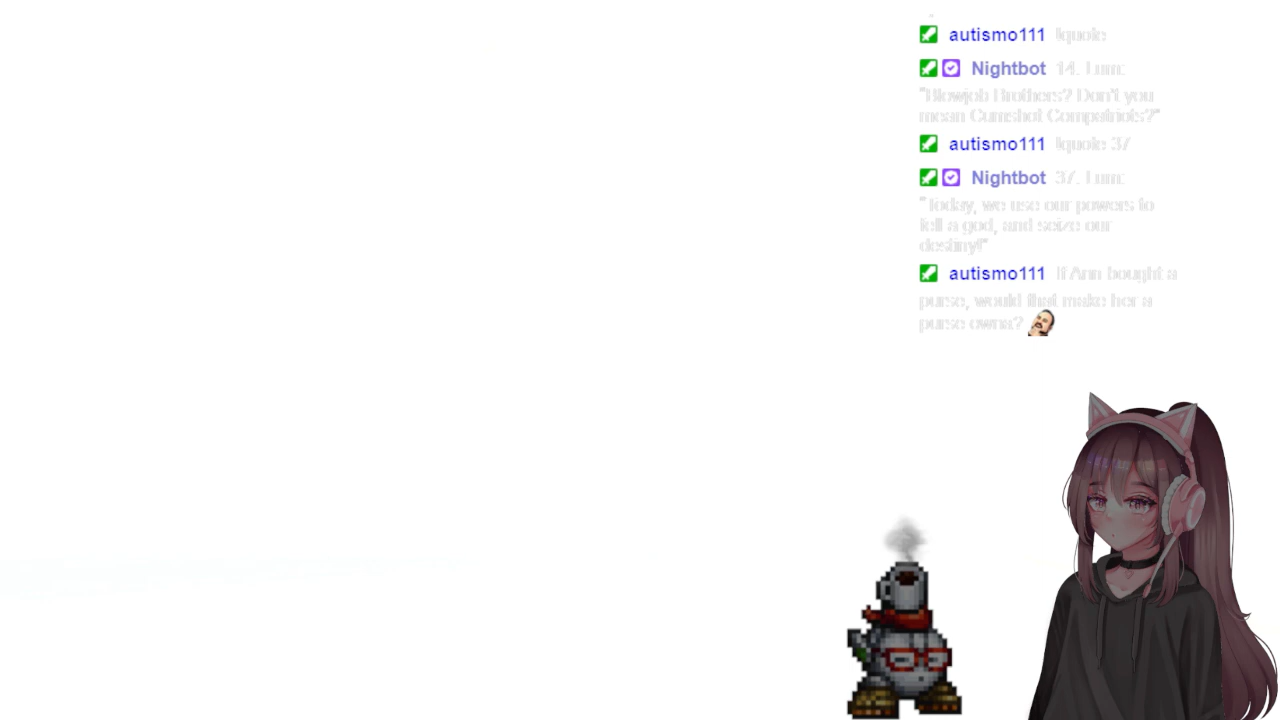 autismo111 !quote
Nightbot 14. Lum:
"Blowjob Brothers? Don't you
mean Cumshot Compatriots?"
autismo111 !quote 37
Nightbot 37. Lum:
"Today, we use our powers to
fell a god, and seize our
destiny!"
autismo111 If Ann bought a
purse, would that make her a
purse owna?